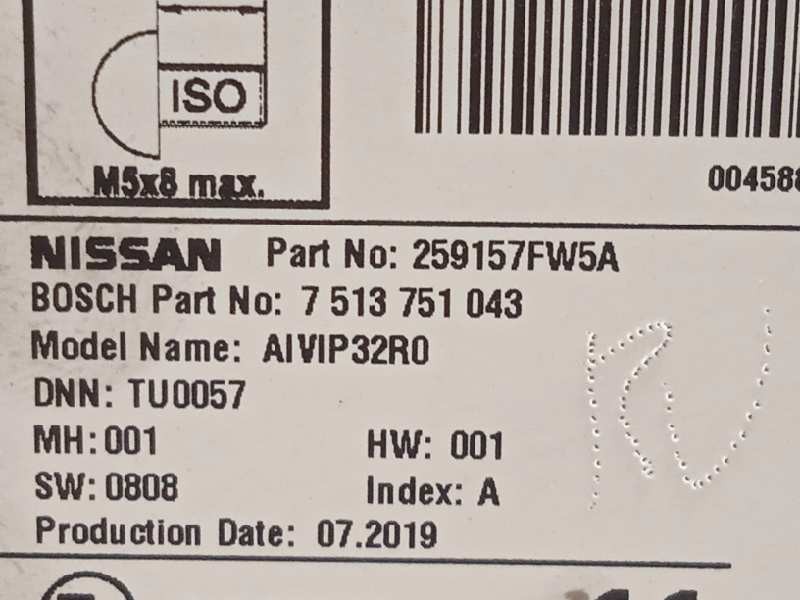 ISO
M5x8 max.
004588
NISSAN Part No: 259157FW5A
BOSCH Part No: 7 513 751 043
Model Name: AIVIP32R0
DNN: TU0057
MH: 001 HW: 001
SW: 0808 Index: A
Production Date: 07.2019
RU